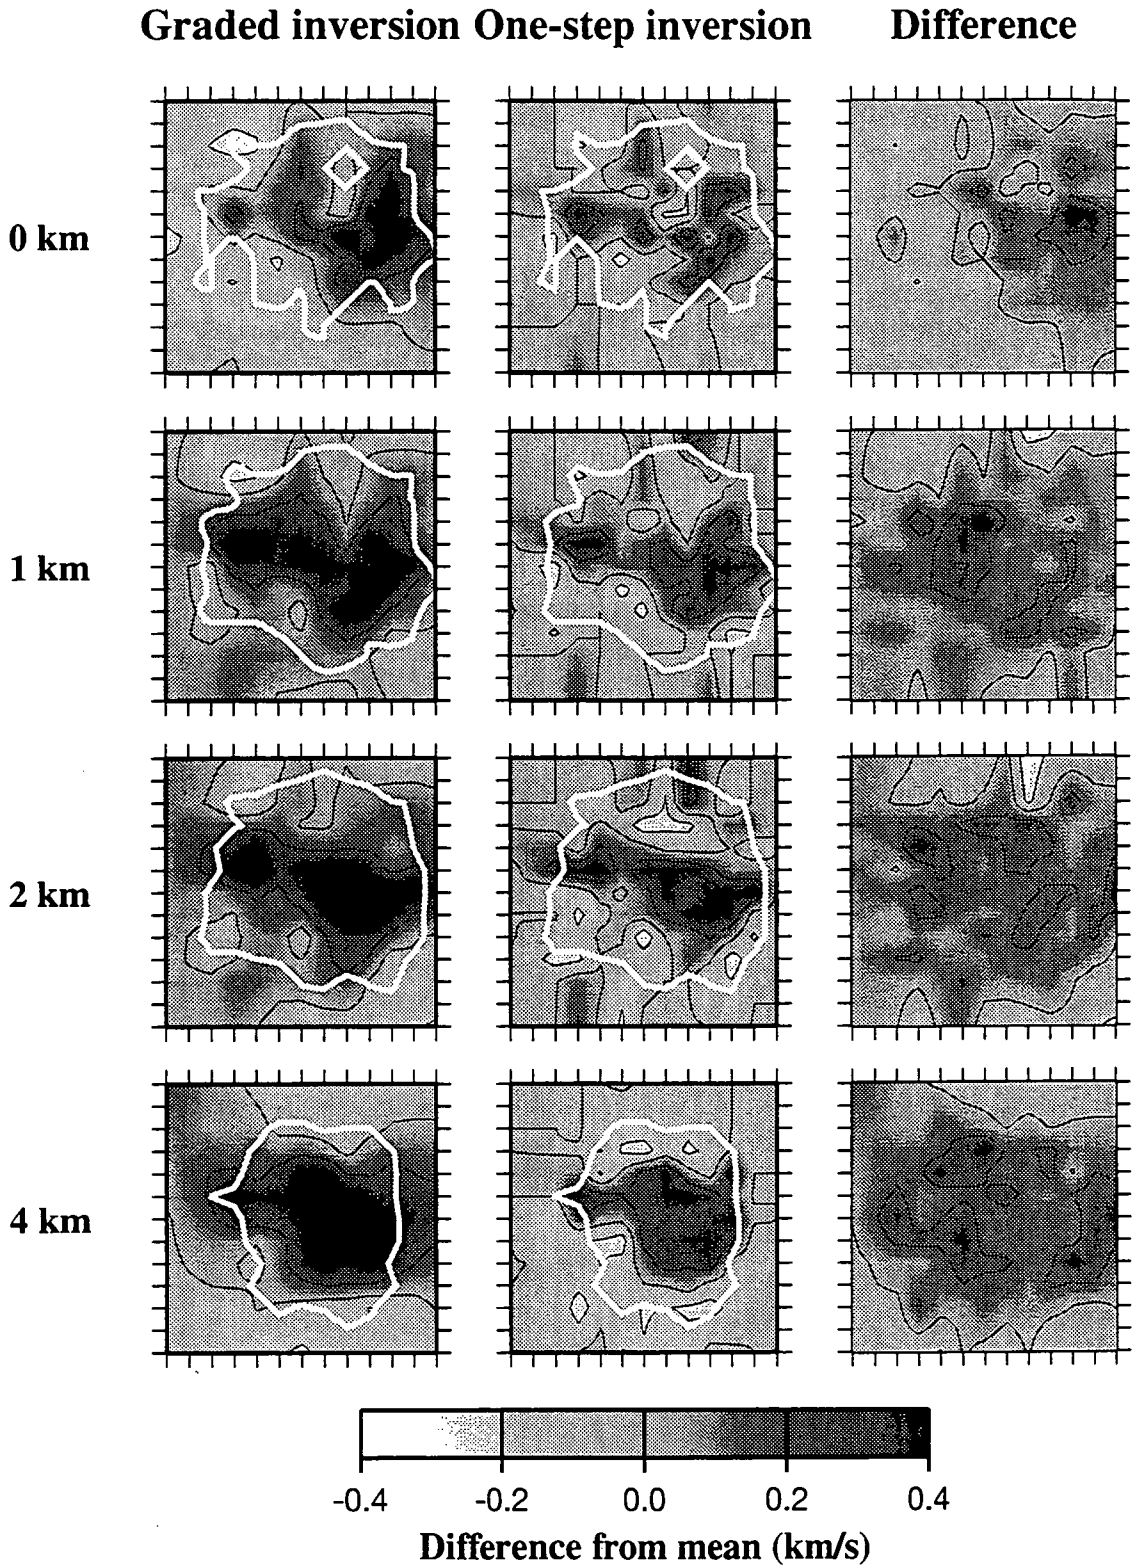 Graded inversion One-step inversion Difference
0 km
1 km
2 km
4 km
-0.4 -0.2 0.0 0.2 0.4
Difference from mean (km/s)